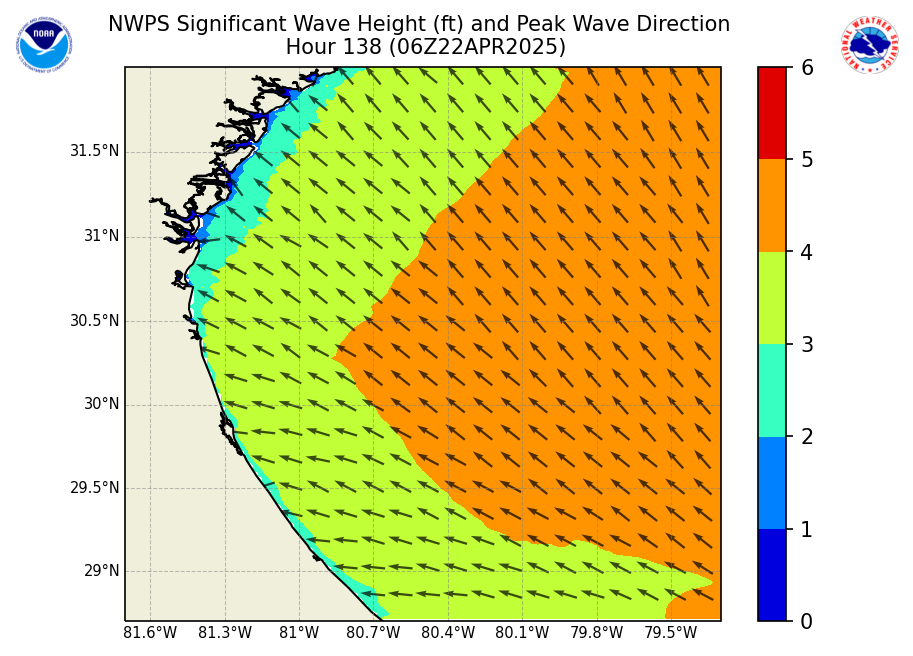 NWPS Significant Wave Height (ft) and Peak Wave Direction
Hour 138 (06Z22APR2025)
NOAA
NATIONAL WEATHER SERVICE
31.5°N
31°N
30.5°N
30°N
29.5°N
29°N
81.6°W 81.3°W 81°W 80.7°W 80.4°W 80.1°W 79.8°W 79.5°W
6
5
4
3
2
1
0